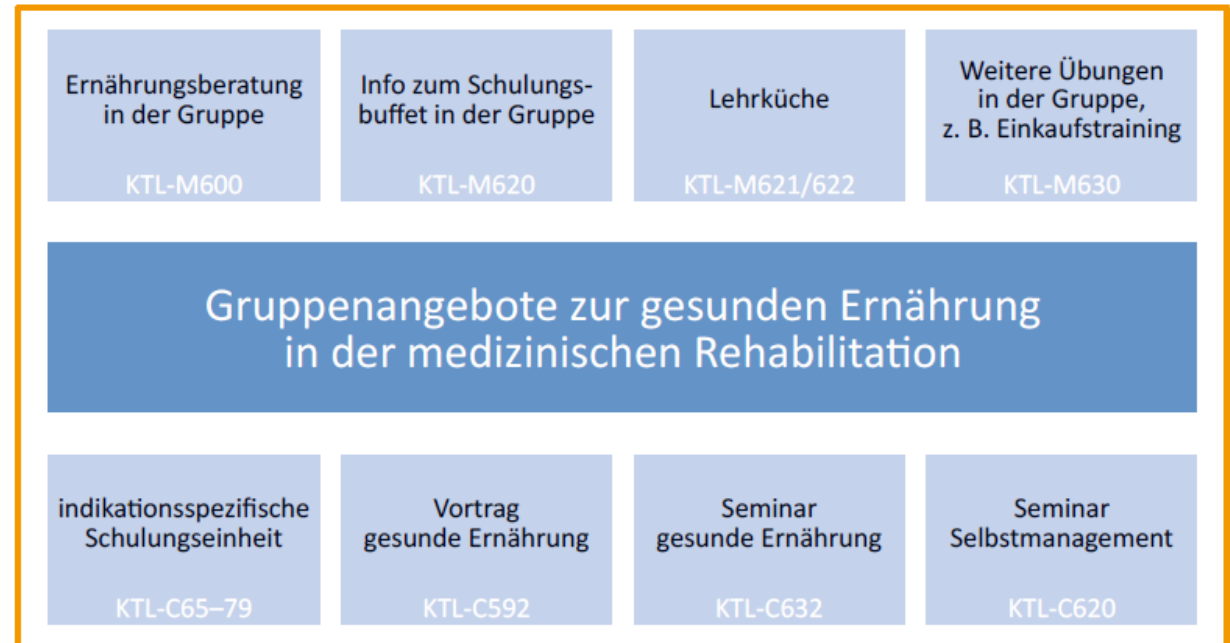 Ernährungsberatung
in der Gruppe
KTL-M600
Info zum Schulungs-
buffet in der Gruppe
KTL-M620
Lehrküche
KTL-M621/622
Weitere Übungen
in der Gruppe,
z. B. Einkaufstraining
KTL-M630
Gruppenangebote zur gesunden Ernährung
in der medizinischen Rehabilitation
indikationsspezifische
Schulungseinheit
KTL-C65–79
Vortrag
gesunde Ernährung
KTL-C592
Seminar
gesunde Ernährung
KTL-C632
Seminar
Selbstmanagement
KTL-C620